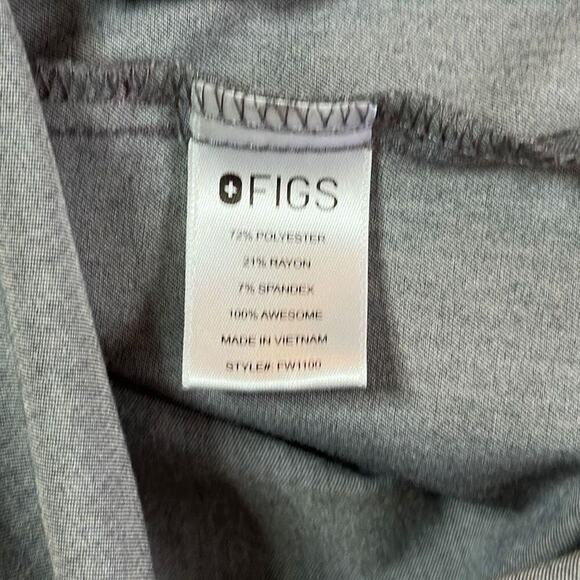 FIGS
72% POLYESTER
21% RAYON
7% SPANDEX
100% AWESOME
MADE IN VIETNAM
STYLE#: FW1100